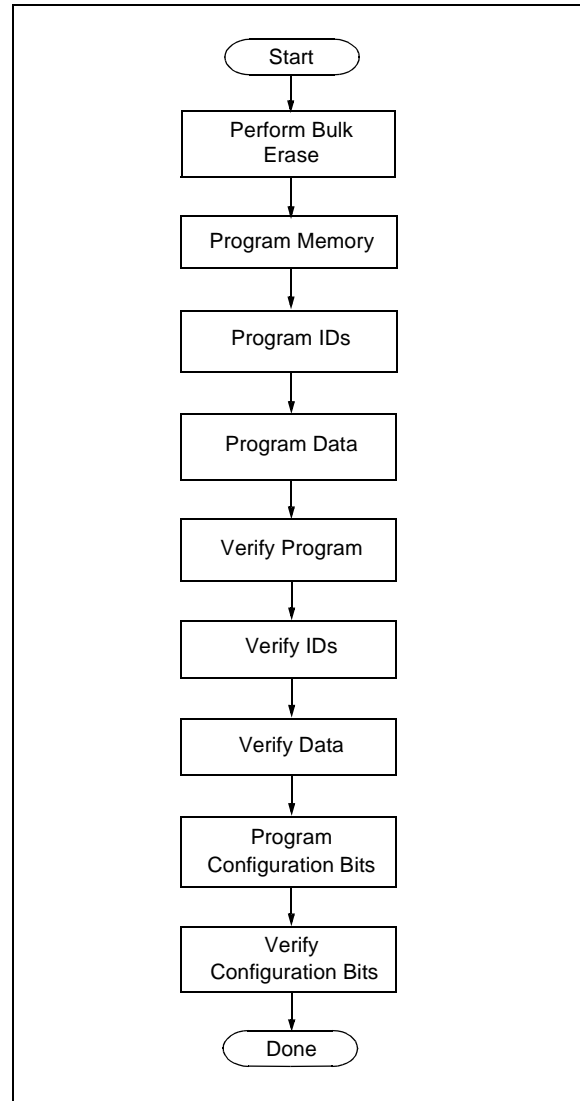 Start
Perform Bulk
Erase
Program Memory
Program IDs
Program Data
Verify Program
Verify IDs
Verify Data
Program
Configuration Bits
Verify
Configuration Bits
Done